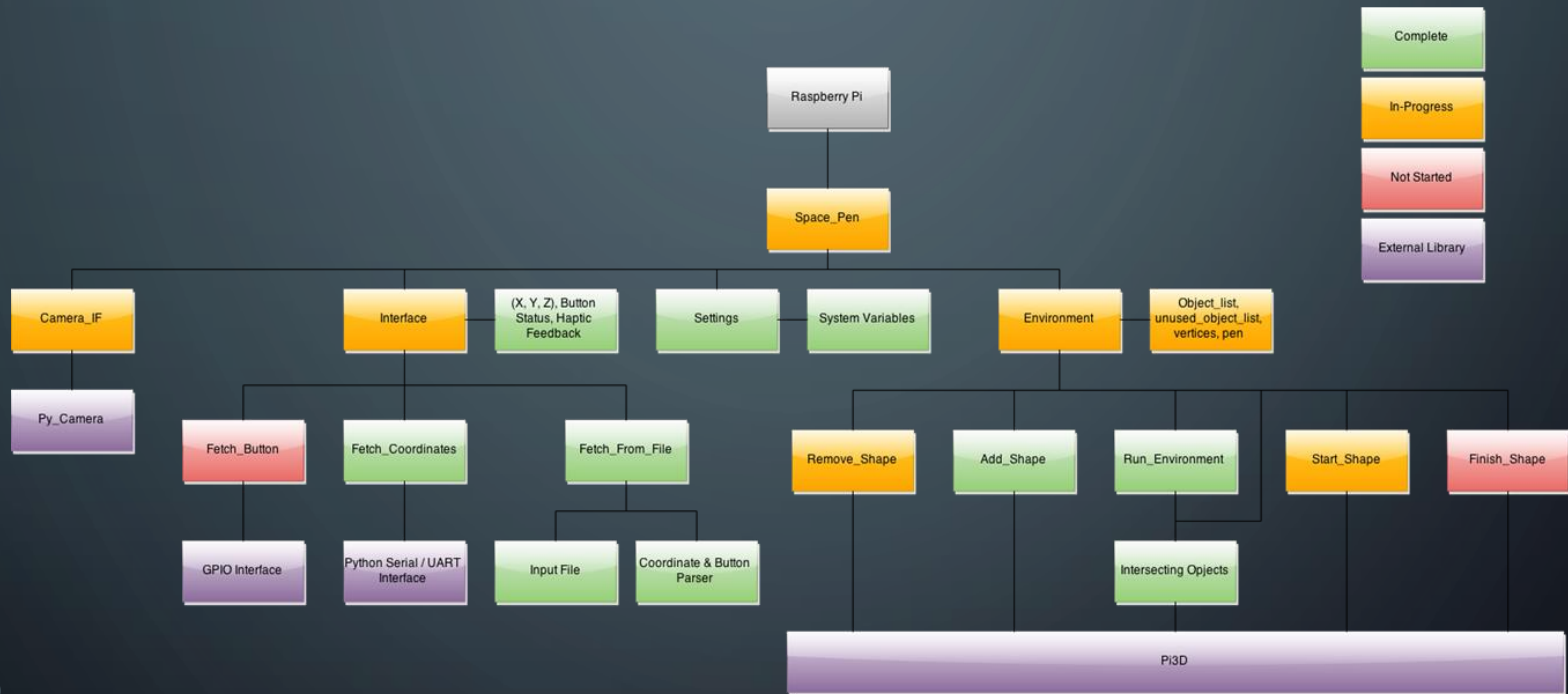 Complete
Raspberry Pi
In-Progress
Not Started
Space_Pen
External Library
Camera_IF
Interface
(X, Y, Z), Button
Status, Haptic
Feedback
Settings
System Variables
Environment
Object_list,
unused_object_list,
vertices, pen
Py_Camera
Fetch_Button
Fetch_Coordinates
Fetch_From_File
Remove_Shape
Add_Shape
Run_Environment
Start_Shape
Finish_Shape
GPIO Interface
Python Serial / UART
Interface
Input File
Coordinate & Button
Parser
Intersecting Opjects
Pi3D